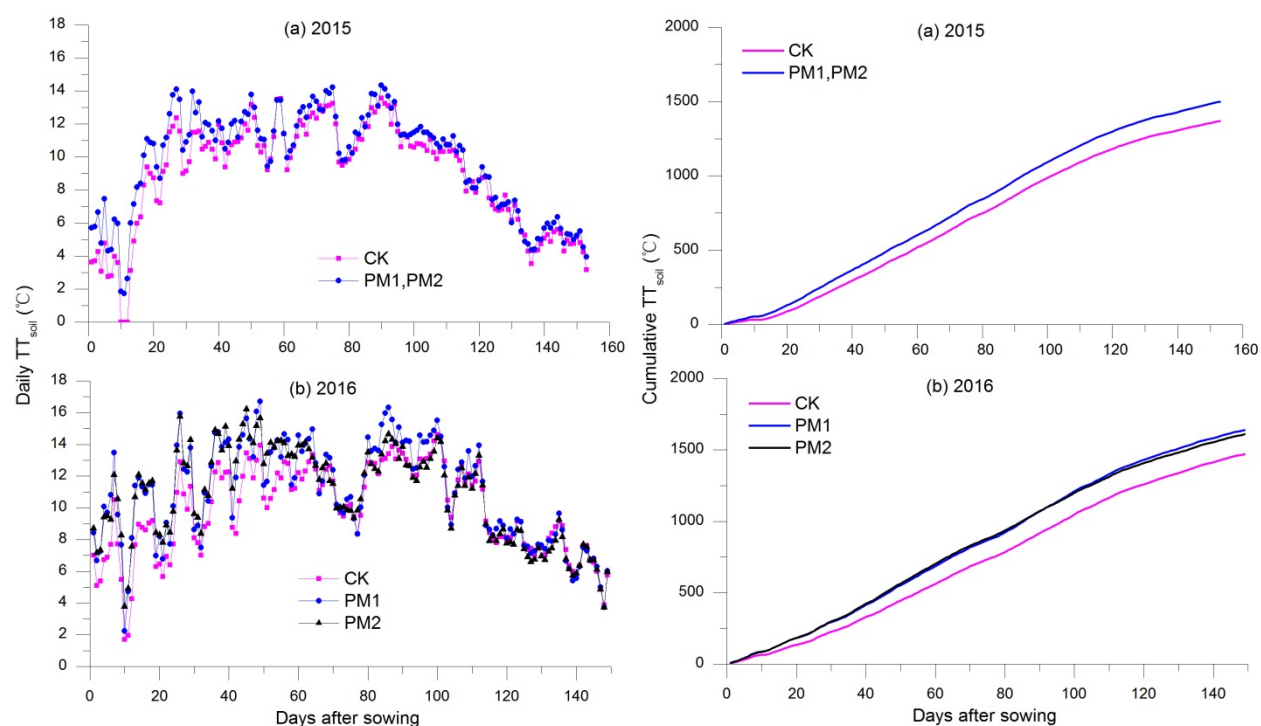 (a) 2015
18
16
14
12
10
8
6
4
2
0
CK
PM1,PM2
0 20 40 60 80 100 120 140 160
Daily TTsoil (℃)
(b) 2016
18
16
14
12
10
8
6
4
2
0
CK
PM1
PM2
0 20 40 60 80 100 120 140
Days after sowing
(a) 2015
2000
1500
1000
500
0
CK
PM1,PM2
0 20 40 60 80 100 120 140 160
Cumulative TTsoil (℃)
(b) 2016
2000
1500
1000
500
0
CK
PM1
PM2
0 20 40 60 80 100 120 140
Days after sowing